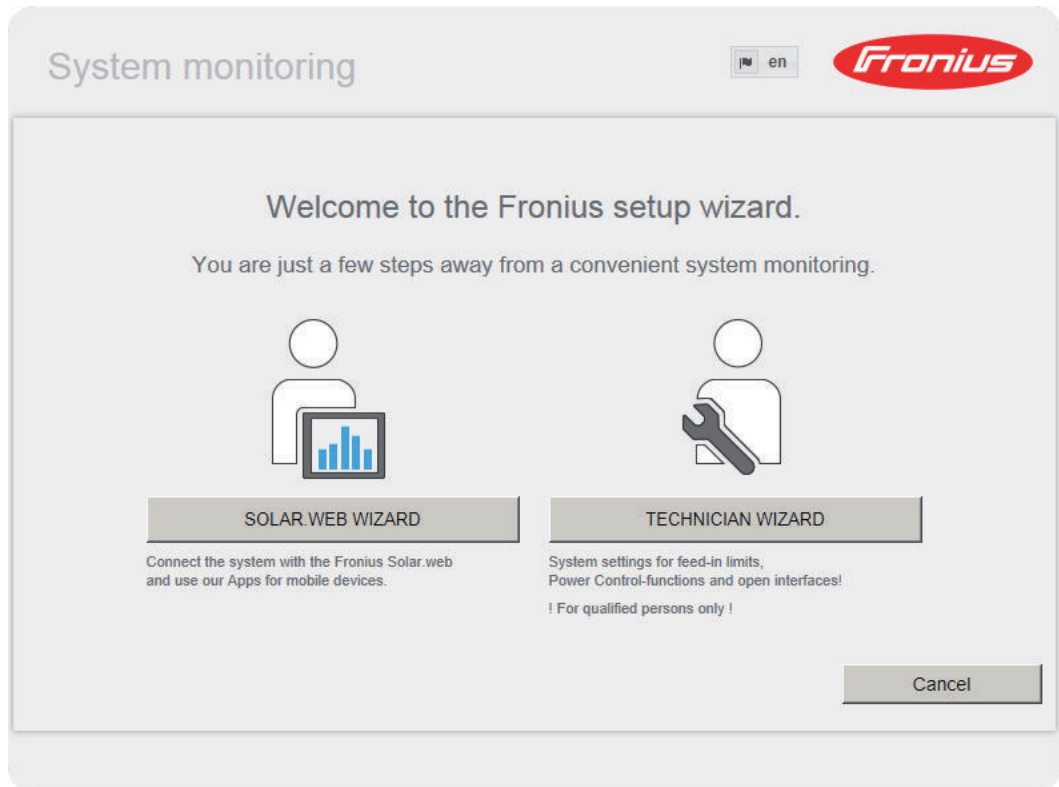 System monitoring
en
Fronius
Welcome to the Fronius setup wizard.
You are just a few steps away from a convenient system monitoring.
SOLAR.WEB WIZARD
Connect the system with the Fronius Solar.web
and use our Apps for mobile devices.
TECHNICIAN WIZARD
System settings for feed-in limits,
Power Control-functions and open interfaces!
! For qualified persons only !
Cancel